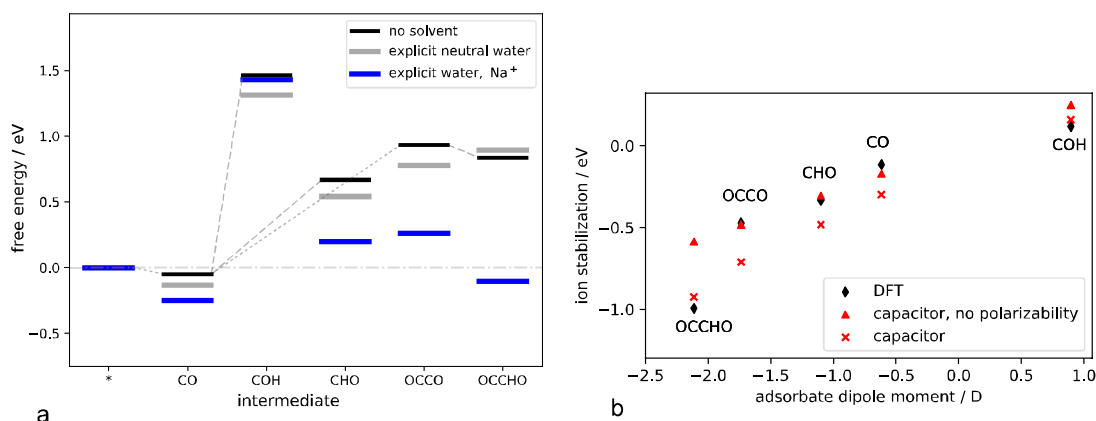 no solvent
explicit neutral water
explicit water, Na⁺
free energy / eV
1.5
1.0
0.5
0.0
−0.5
* CO COH CHO OCCO OCCHO
intermediate
a
ion stabilization / eV
0.0
−0.5
−1.0
CO
COH
CHO
OCCO
OCCHO
DFT
capacitor, no polarizability
capacitor
−2.5 −2.0 −1.5 −1.0 −0.5 0.0 0.5 1.0
adsorbate dipole moment / D
b